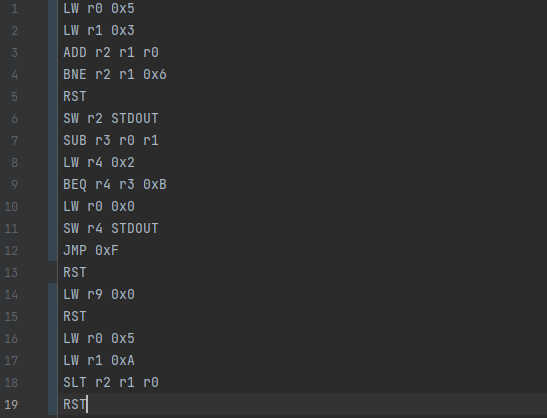 1 LW r0 0x5
2 LW r1 0x3
3 ADD r2 r1 r0
4 BNE r2 r1 0x6
5 RST
6 SW r2 STDOUT
7 SUB r3 r0 r1
8 LW r4 0x2
9 BEQ r4 r3 0xB
10 LW r0 0x0
11 SW r4 STDOUT
12 JMP 0xF
13 RST
14 LW r9 0x0
15 RST
16 LW r0 0x5
17 LW r1 0xA
18 SLT r2 r1 r0
19 RST